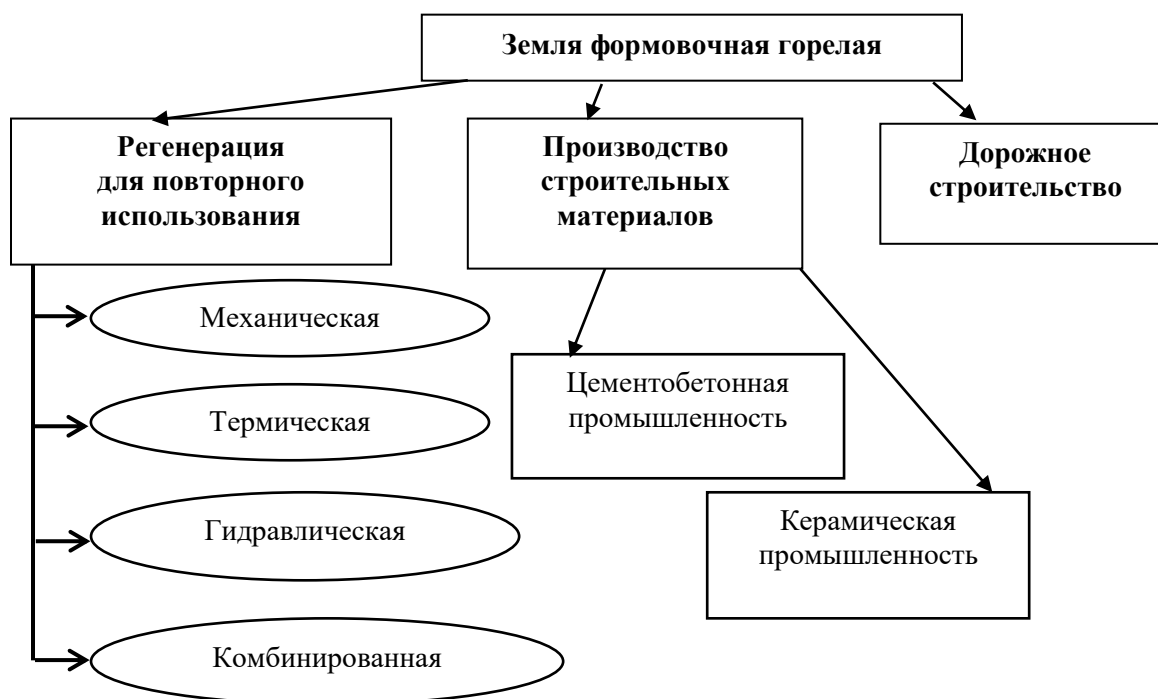 Земля формовочная горелая
Регенерация
для повторного
использования
Производство
строительных
материалов
Дорожное
строительство
Механическая
Термическая
Гидравлическая
Комбинированная
Цементобетонная
промышленность
Керамическая
промышленность